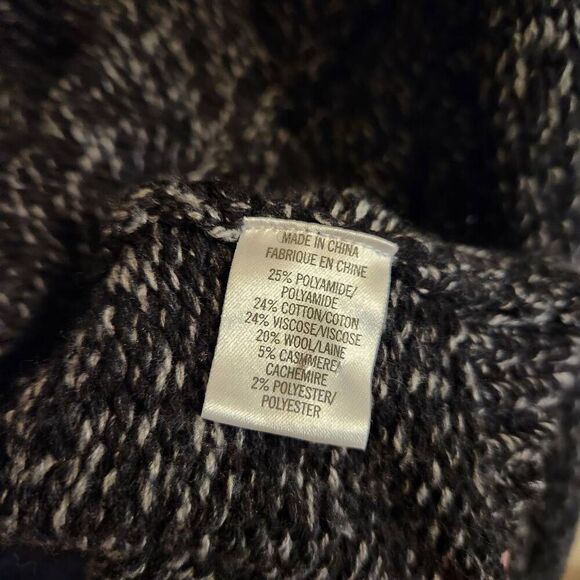 MADE IN CHINA
FABRIQUE EN CHINE
25% POLYAMIDE/
POLYAMIDE
24% COTTON/COTON
24% VISCOSE/VISCOSE
20% WOOL/LAINE
5% CASHMERE/
CACHEMIRE
2% POLYESTER/
POLYESTER